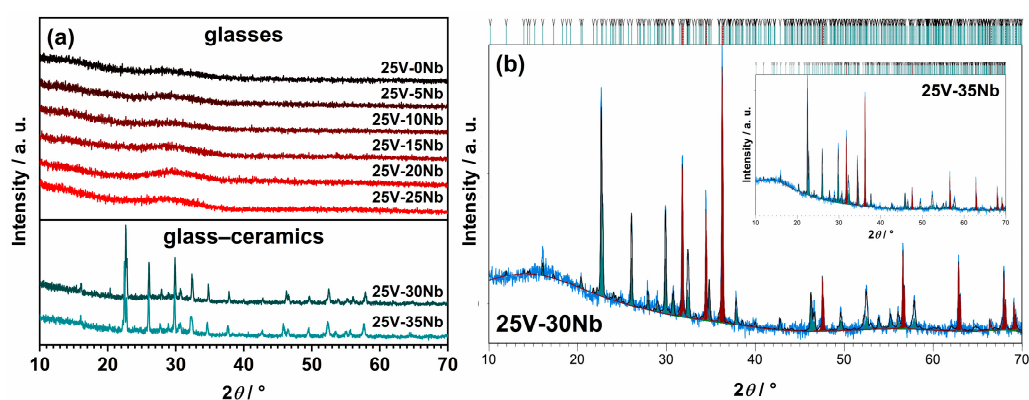 (a)
glasses
25V-0Nb
25V-5Nb
25V-10Nb
25V-15Nb
25V-20Nb
25V-25Nb
glass–ceramics
25V-30Nb
25V-35Nb
Intensity / a. u.
10 20 30 40 50 60 70
2θ / °
(b)
25V-30Nb
Intensity / a. u.
10 20 30 40 50 60 70
2θ / °
25V-35Nb
Intensity / a. u.
10 20 30 40 50 60 70
2θ / °